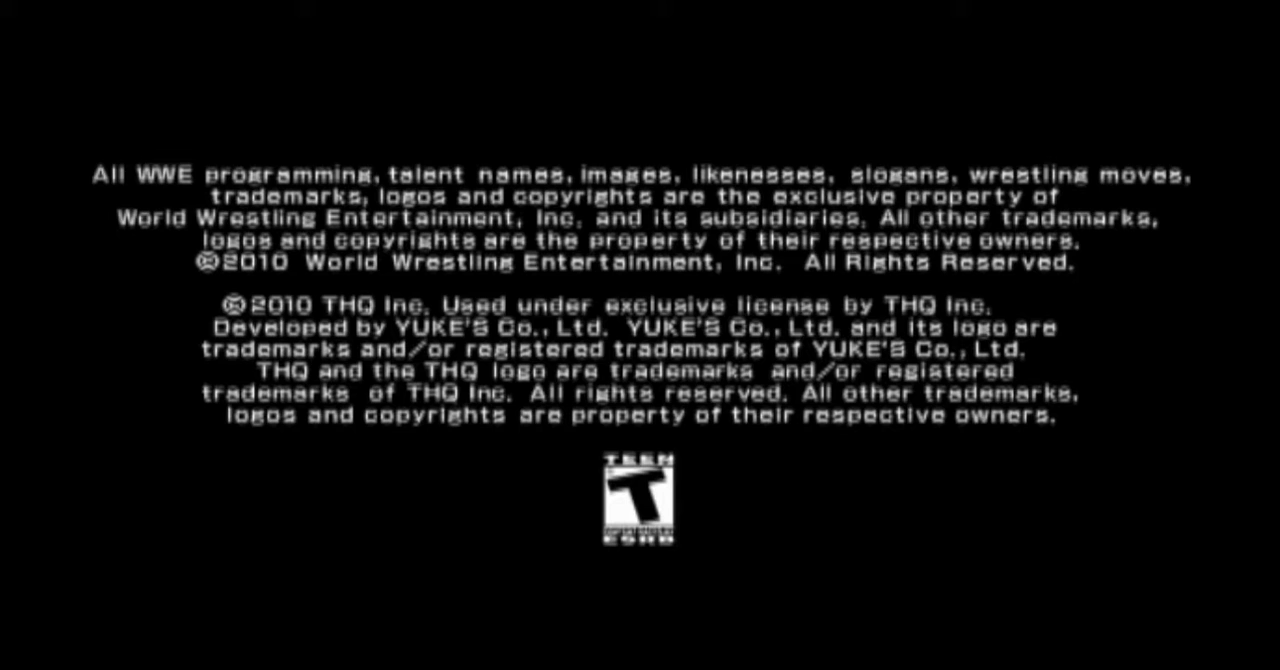 All WWE programming, talent names, images, likenesses, slogans, wrestling moves,
trademarks, logos and copyrights are the exclusive property of
World Wrestling Entertainment, Inc. and its subsidiaries. All other trademarks,
logos and copyrights are the property of their respective owners.
©2010 World Wrestling Entertainment, Inc. All Rights Reserved.
©2010 THQ Inc. Used under exclusive license by THQ Inc.
Developed by YUKE'S Co., Ltd. YUKE'S Co., Ltd. and its logo are
trademarks and/or registered trademarks of YUKE'S Co., Ltd.
THQ and the THQ logo are trademarks and/or registered
trademarks of THQ Inc. All rights reserved. All other trademarks,
logos and copyrights are property of their respective owners.
TEEN
T
ESRB